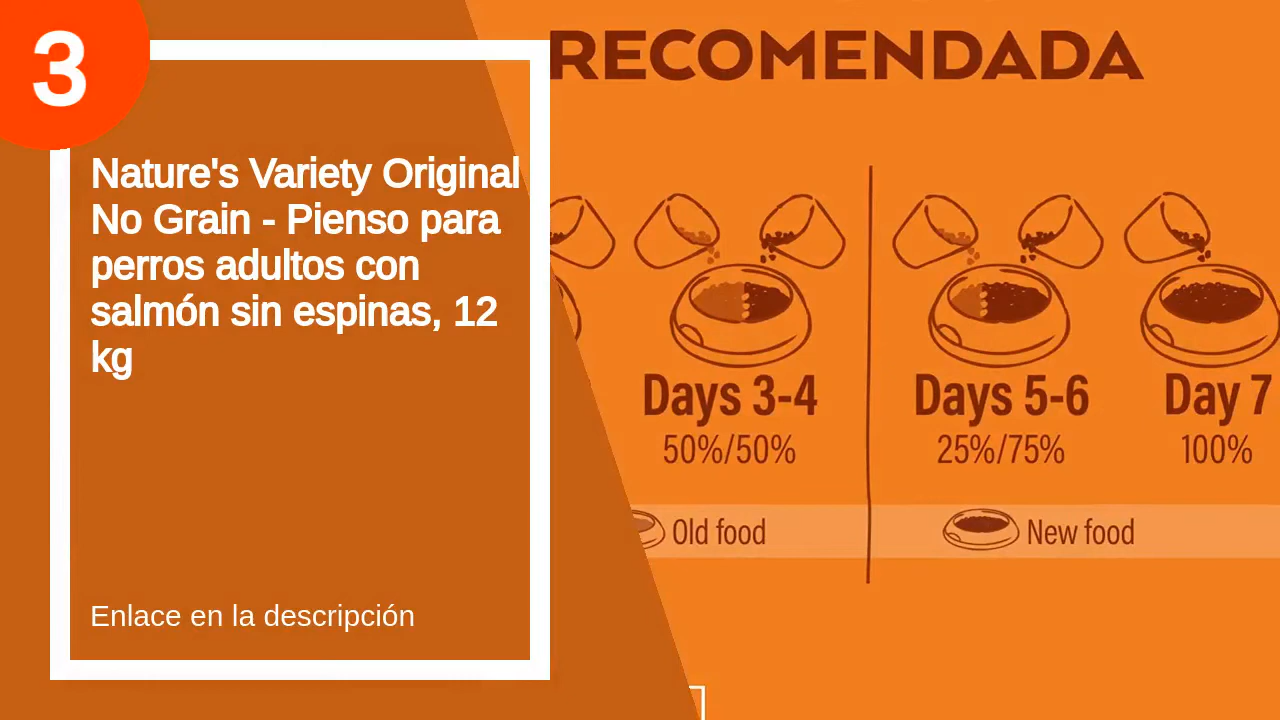 3
RECOMENDADA
Nature's Variety Original
No Grain - Pienso para
perros adultos con
salmón sin espinas, 12
kg
Days 3-4
Days 5-6
Day 7
50%/50%
25%/75%
100%
Old food
New food
Enlace en la descripción